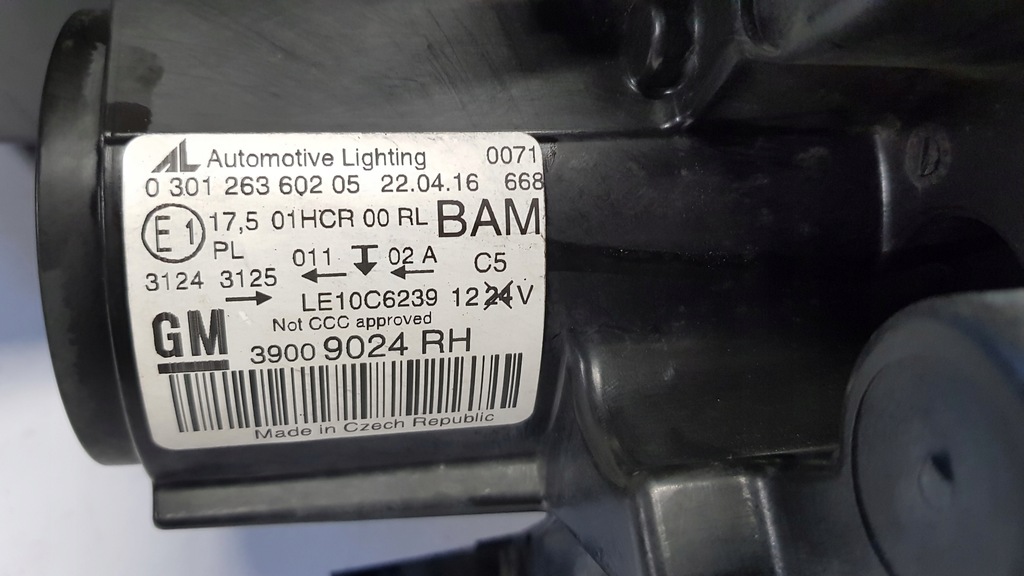 AL Automotive Lighting 0071
0 301 263 602 05 22.04.16 668
E1 17,5 01HCR 00 RL BAM
PL 011 02 A C5
3124 3125
LE10C6239 12 24 V
Not CCC approved
GM 3900 9024 RH
Made in Czech Republic